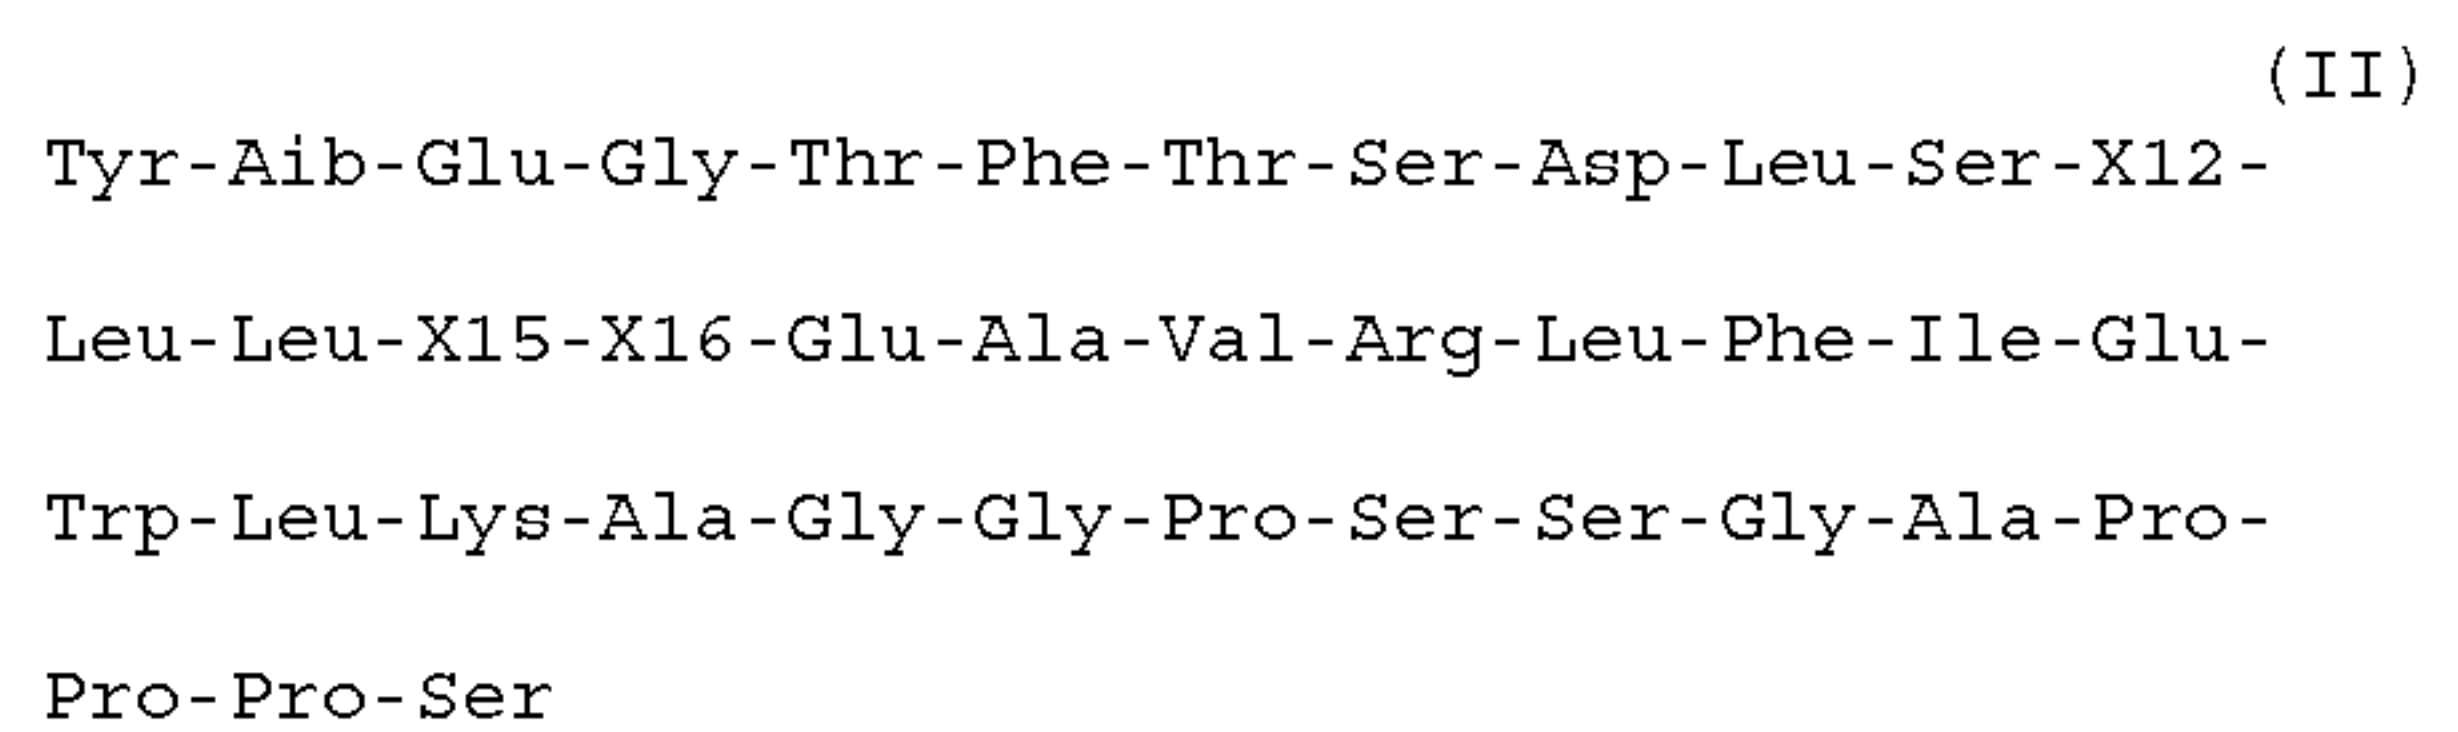 (II)
Tyr-Aib-Glu-Gly-Thr-Phe-Thr-Ser-Asp-Leu-Ser-X12-
Leu-Leu-X15-X16-Glu-Ala-Val-Arg-Leu-Phe-Ile-Glu-
Trp-Leu-Lys-Ala-Gly-Gly-Pro-Ser-Ser-Gly-Ala-Pro-
Pro-Pro-Ser